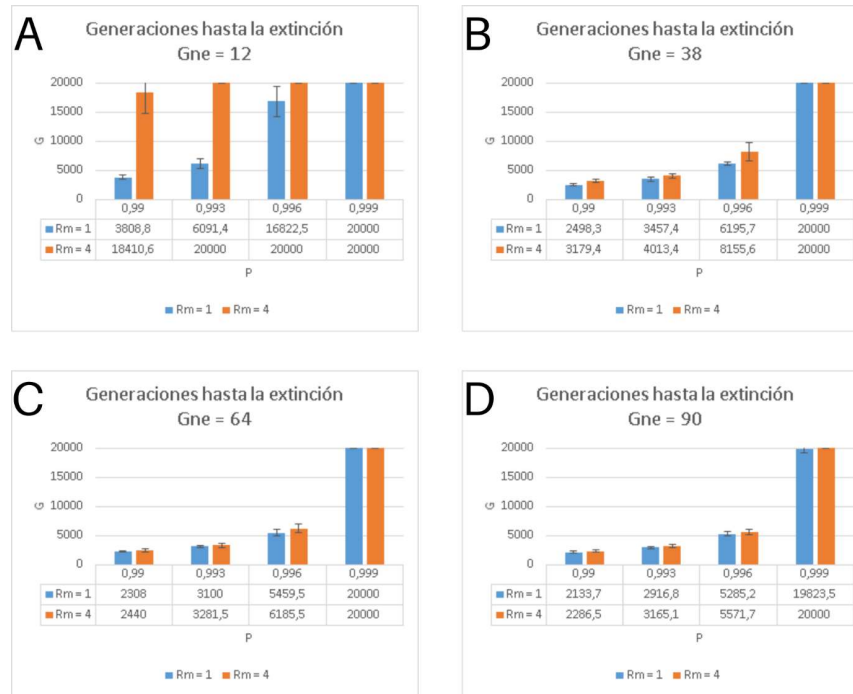 A
Generaciones hasta la extinción
Gne = 12
20000
15000
10000
5000
0
G
0,99 0,993 0,996 0,999
Rm = 1 3808,8 6091,4 16822,5 20000
Rm = 4 18410,6 20000 20000 20000
P
Rm = 1 Rm = 4
B
Generaciones hasta la extinción
Gne = 38
20000
15000
10000
5000
0
G
0,99 0,993 0,996 0,999
Rm = 1 2498,3 3457,4 6195,7 20000
Rm = 4 3179,4 4013,4 8155,6 20000
P
Rm = 1 Rm = 4
C
Generaciones hasta la extinción
Gne = 64
20000
15000
10000
5000
0
G
0,99 0,993 0,996 0,999
Rm = 1 2308 3100 5459,5 20000
Rm = 4 2440 3281,5 6185,5 20000
P
Rm = 1 Rm = 4
D
Generaciones hasta la extinción
Gne = 90
20000
15000
10000
5000
0
G
0,99 0,993 0,996 0,999
Rm = 1 2133,7 2916,8 5285,2 19823,5
Rm = 4 2286,5 3165,1 5571,7 20000
P
Rm = 1 Rm = 4